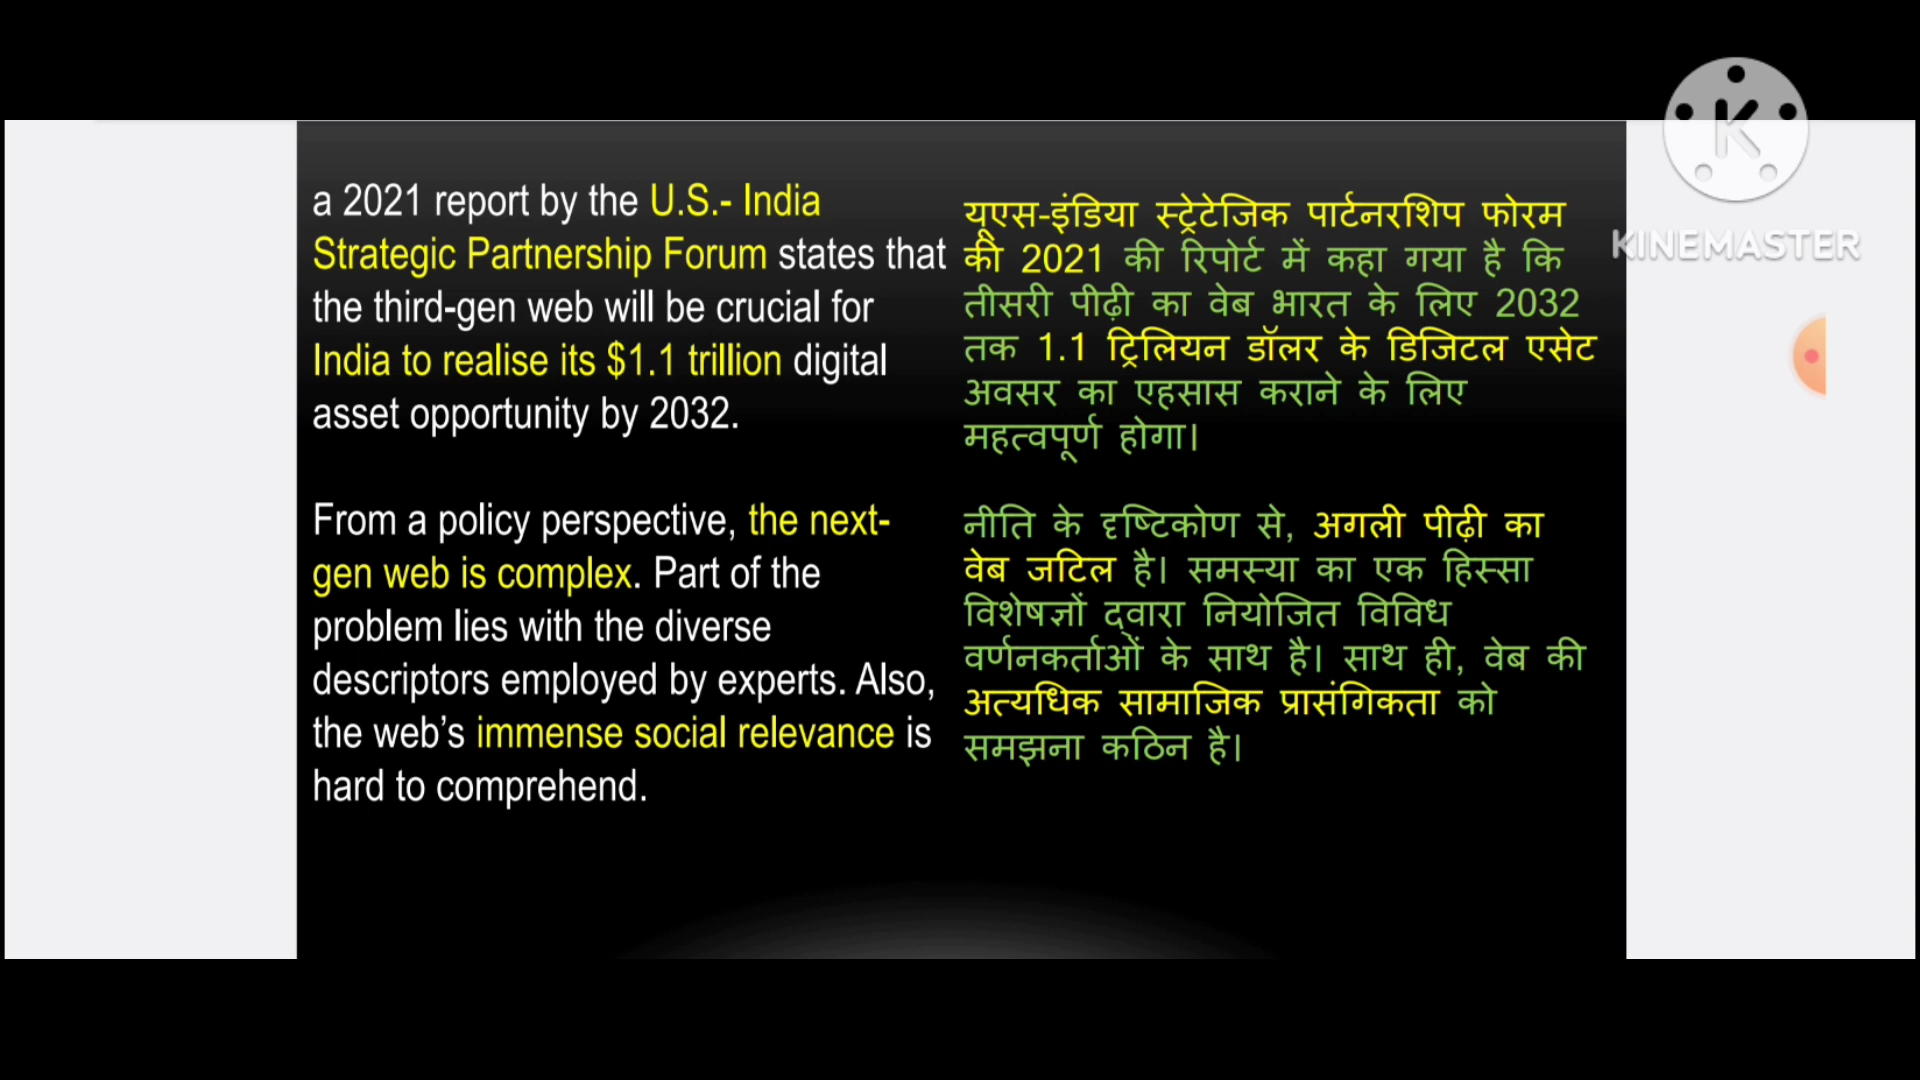 a 2021 report by the U.S.- India
Strategic Partnership Forum states that
the third-gen web will be crucial for
India to realise its $1.1 trillion digital
asset opportunity by 2032.
From a policy perspective, the next-
gen web is complex. Part of the
problem lies with the diverse
descriptors employed by experts. Also,
the web’s immense social relevance is
hard to comprehend.
यूएस-इंडिया स्ट्रेटेजिक पार्टनरशिप फोरम
की 2021 की रिपोर्ट में कहा गया है कि
तीसरी पीढ़ी का वेब भारत के लिए 2032
तक 1.1 ट्रिलियन डॉलर के डिजिटल एसेट
अवसर का एहसास कराने के लिए
महत्वपूर्ण होगा।
नीति के दृष्टिकोण से, अगली पीढ़ी का
वेब जटिल है। समस्या का एक हिस्सा
विशेषज्ञों द्वारा नियोजित विविध
वर्णनकर्ताओं के साथ है। साथ ही, वेब की
अत्यधिक सामाजिक प्रासंगिकता को
समझना कठिन है।
K
KINEMASTER